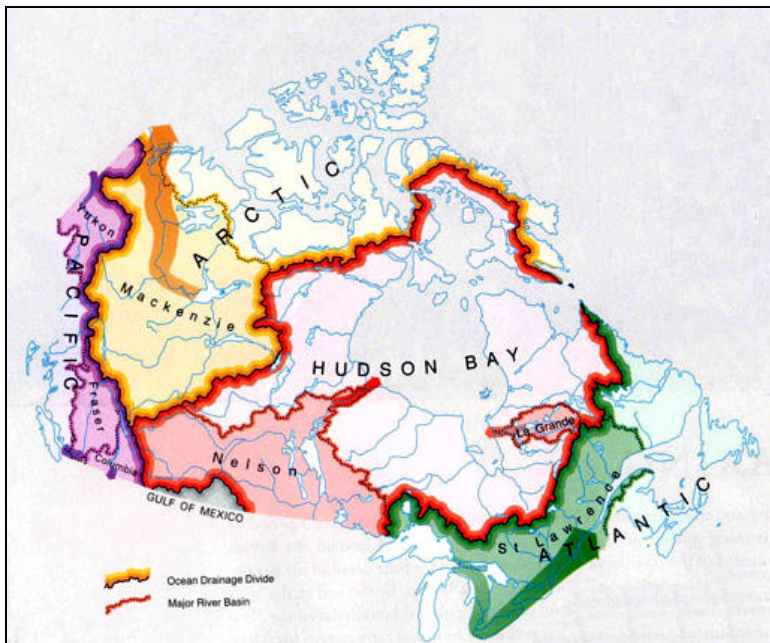 ARCTIC
Yukon
PACIFIC
Mackenzie
HUDSON BAY
Fraser
La Grande
Nelson
Columbia
GULF OF MEXICO
St Lawrence
ATLANTIC
Ocean Drainage Divide
Major River Basin